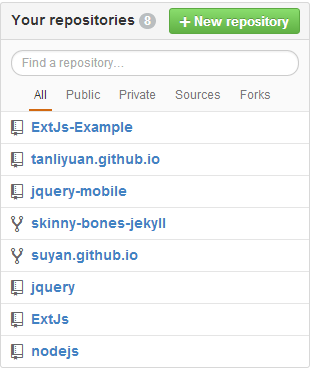 Your repositories 8 + New repository
Find a repository...
All Public Private Sources Forks
ExtJs-Example
tanliyuan.github.io
jquery-mobile
skinny-bones-jekyll
suyan.github.io
jquery
ExtJs
nodejs